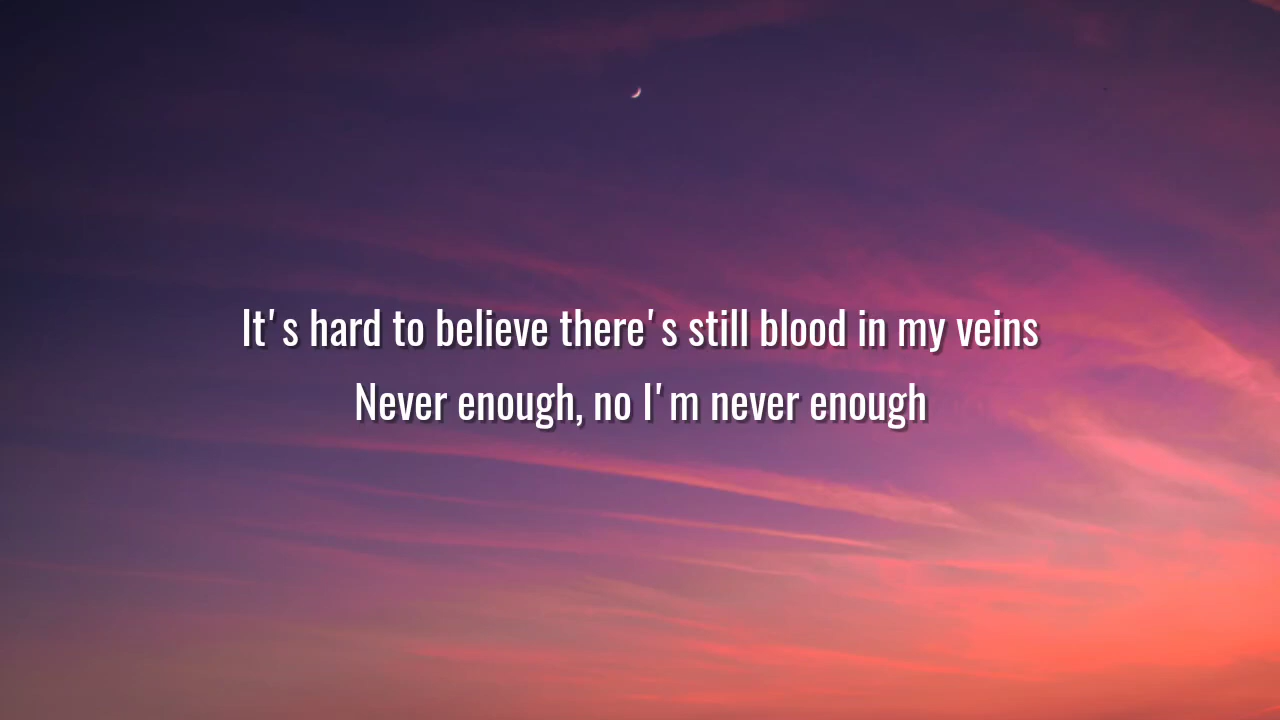 It's hard to believe there's still blood in my veins
Never enough, no I'm never enough